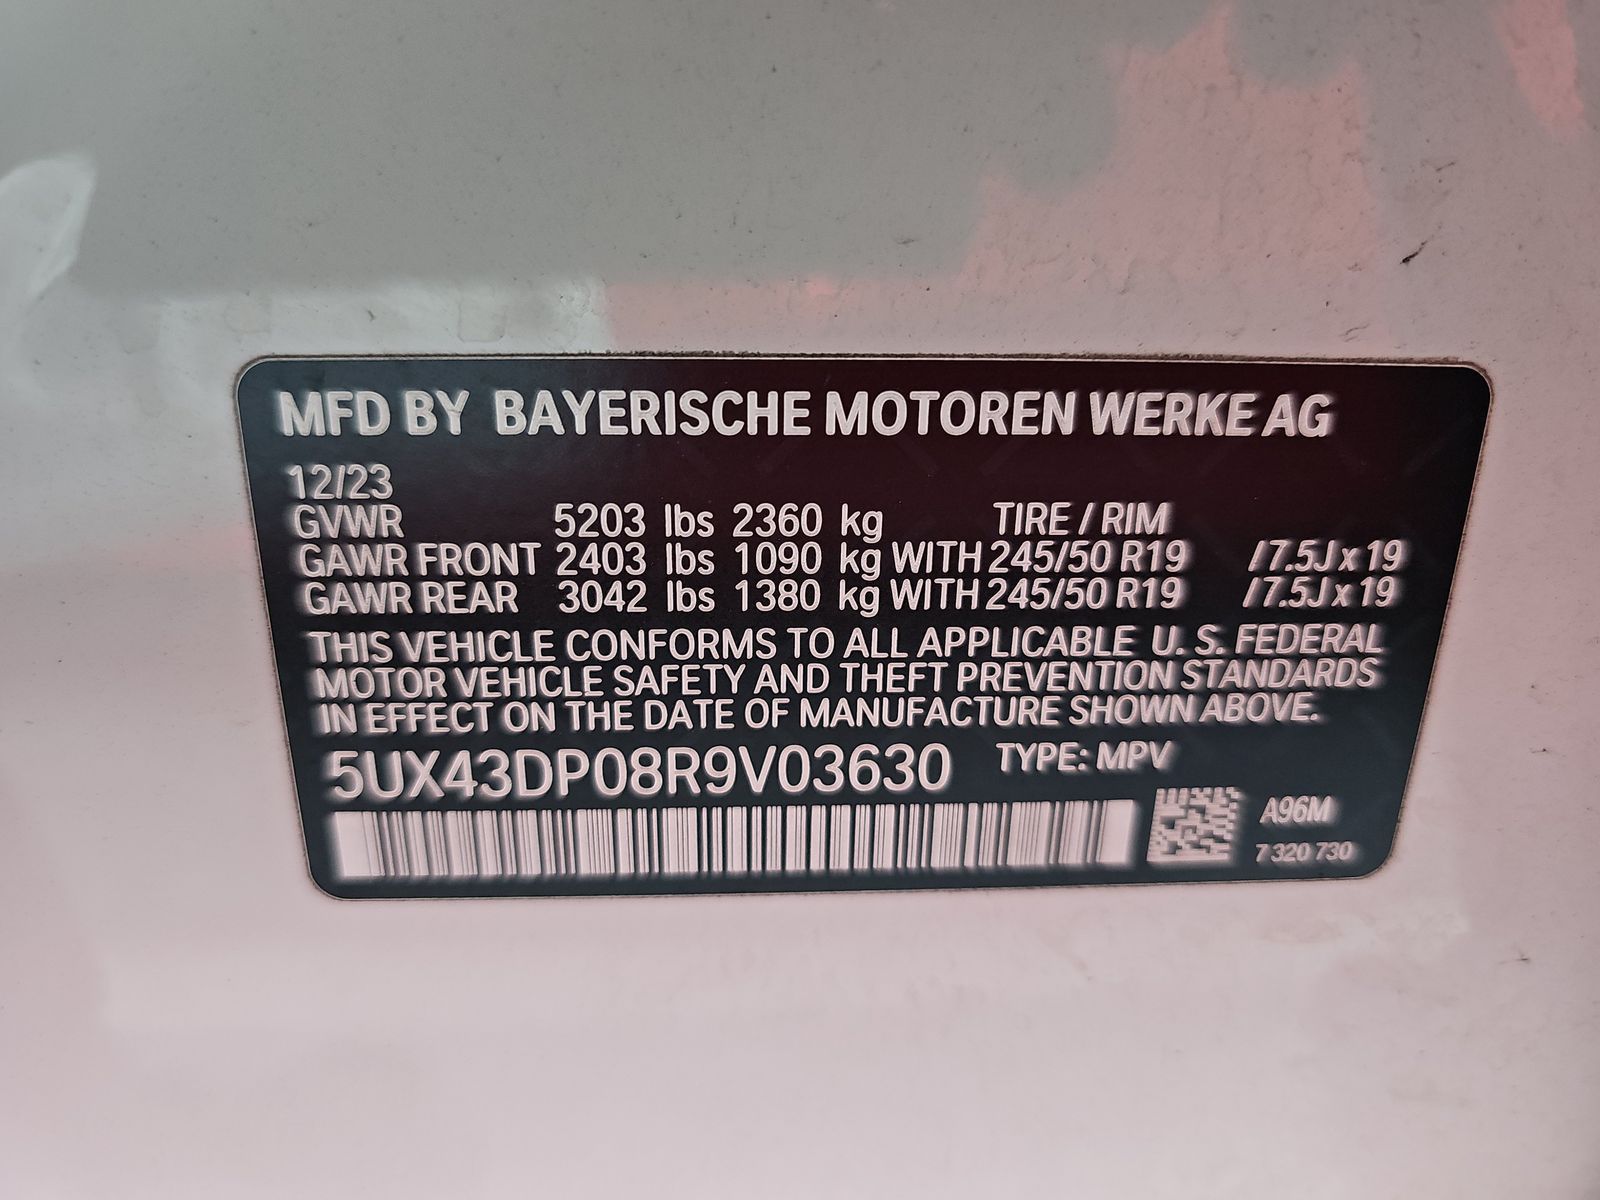 MFD BY BAYERISCHE MOTOREN WERKE AG
12/23
GVWR 5203 lbs 2360 kg TIRE / RIM
GAWR FRONT 2403 lbs 1090 kg WITH 245/50 R19 / 7.5J x 19
GAWR REAR 3042 lbs 1380 kg WITH 245/50 R19 / 7.5J x 19
THIS VEHICLE CONFORMS TO ALL APPLICABLE U. S. FEDERAL
MOTOR VEHICLE SAFETY AND THEFT PREVENTION STANDARDS
IN EFFECT ON THE DATE OF MANUFACTURE SHOWN ABOVE.
5UX43DP08R9V03630 TYPE: MPV
A96M
7 320 730